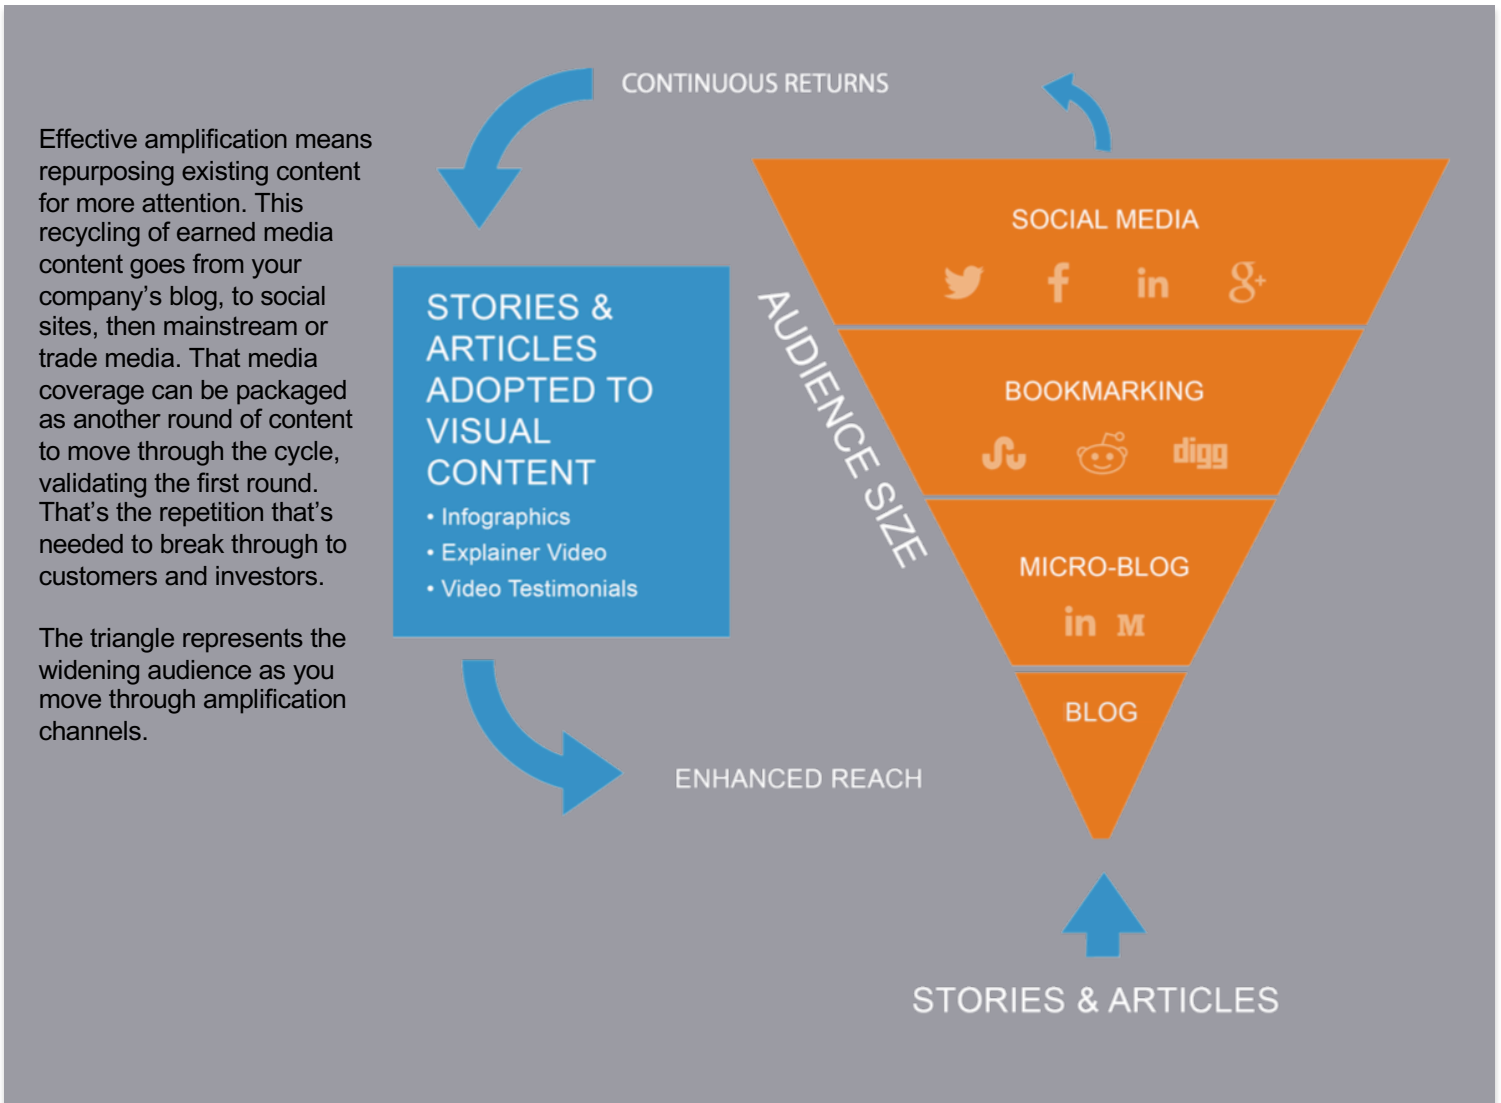 CONTINUOUS RETURNS
Effective amplification means
repurposing existing content
for more attention. This
recycling of earned media
content goes from your
company's blog, to social
sites, then mainstream or
trade media. That media
coverage can be packaged
as another round of content
to move through the cycle,
validating the first round.
That's the repetition that's
needed to break through to
customers and investors.
The triangle represents the
widening audience as you
move through amplification
channels.
STORIES &
ARTICLES
ADOPTED TO
VISUAL
CONTENT
• Infographics
• Explainer Video
• Video Testimonials
ENHANCED REACH
AUDIENCE SIZE
SOCIAL MEDIA
f in g+
BOOKMARKING
digg
MICRO-BLOG
in M
BLOG
STORIES & ARTICLES